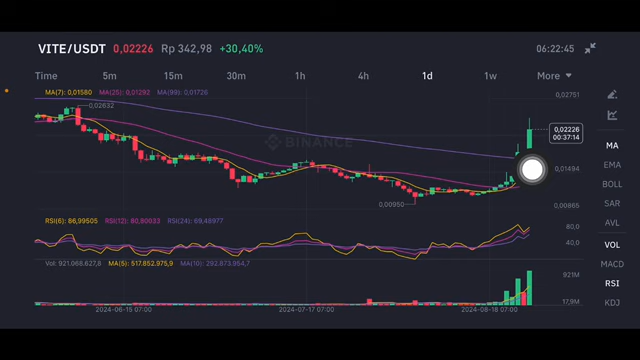 VITE/USDT 0,02226 Rp 342,98 +30,40% 06:22:45
Time 5m 15m 30m 1h 4h 1d 1w More
MA(7): 0,01580 MA(25): 0,01292 MA(99): 0,01726
0,02751
0,02632
0,02226
00:37:14
BINANCE
0,01494
0,00950
0,00865
MA
EMA
BOLL
SAR
AVL
VOL
MACD
RSI
KDJ
RSI(6): 86,99505 RSI(12): 80,60033 RSI(24): 69,48977
80,0
40,0
Vol: 921.068.627,8 MA(5): 517.852.975,9 MA(10): 292.873.954,7
921M
17,9M
2024-06-15 07:00 2024-07-17 07:00 2024-08-18 07:00